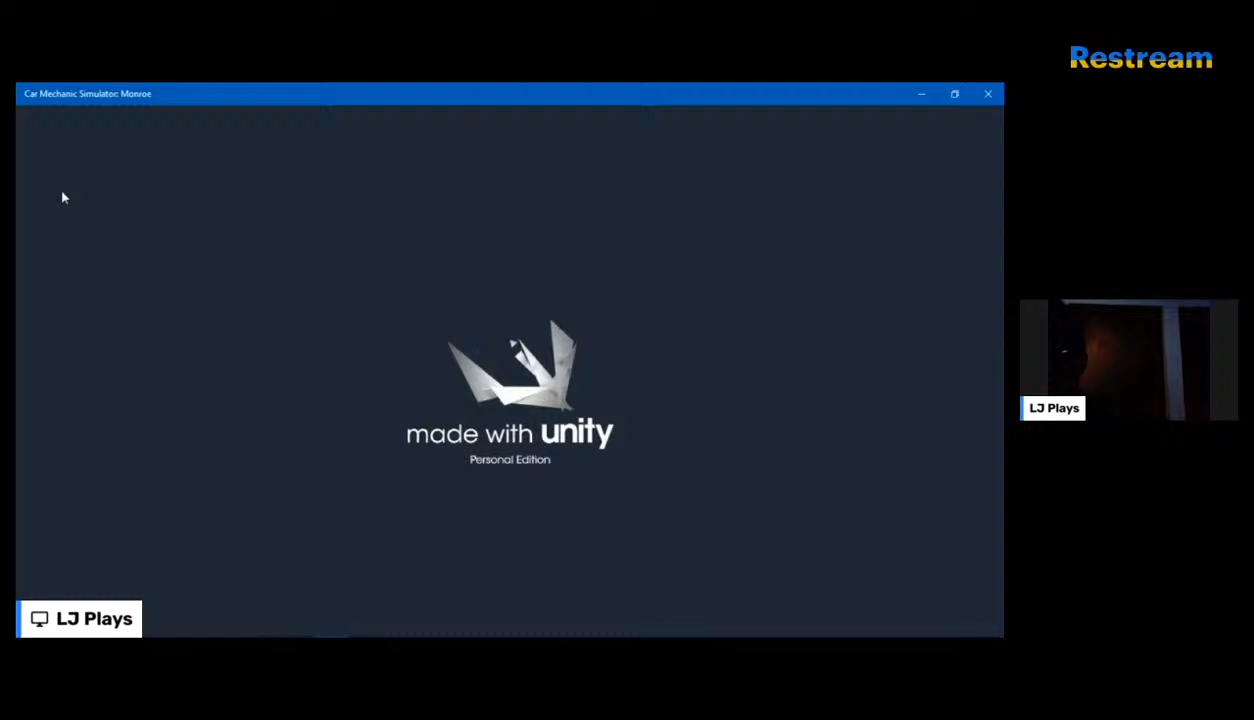 Restream
Car Mechanic Simulator: Monroe
made with unity
Personal Edition
LJ Plays
LJ Plays